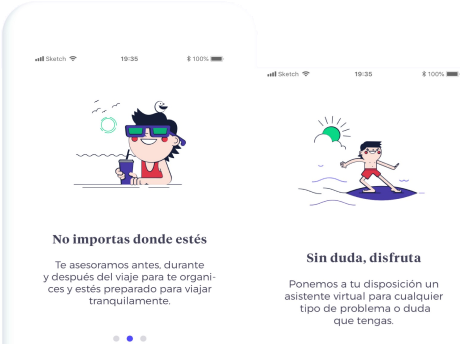 Sketch
19:35
100%
No importas donde estés
Te asesoramos antes, durante
y después del viaje para te organi-
ces y estés preparado para viajar
tranquilamente.
Sketch
19:35
100%
Sin duda, disfruta
Ponemos a tu disposición un
asistente virtual para cualquier
tipo de problema o duda
que tengas.